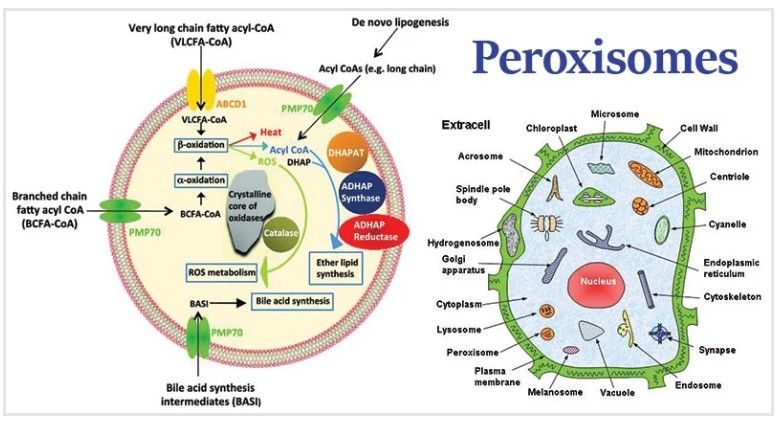 Peroxisomes
Very long chain fatty acyl-CoA
(VLCFA-CoA)
De novo lipogenesis
Acyl CoAs (e.g. long chain)
PMP70
ABCD1
VLCFA-CoA
β-oxidation
Heat
Acyl CoA
ROS
DHAP
DHAPAT
α-oxidation
ADHAP
Synthase
Branched chain
fatty acyl CoA
(BCFA-CoA)
PMP70
BCFA-CoA
Crystalline
core of
oxidases
Catalase
ADHAP
Reductase
ROS metabolism
Ether lipid
synthesis
BASI
Bile acid synthesis
PMP70
Bile acid synthesis
intermediates (BASI)
Extracell
Microsome
Chloroplast
Cell Wall
Acrosome
Mitochondrion
Spindle pole
body
Centriole
Hydrogenosome
Cyanelle
Golgi
apparatus
Endoplasmic
reticulum
Nucleus
Cytoplasm
Cytoskeleton
Lysosome
Peroxisome
Synapse
Plasma
membrane
Melanosome
Vacuole
Endosome